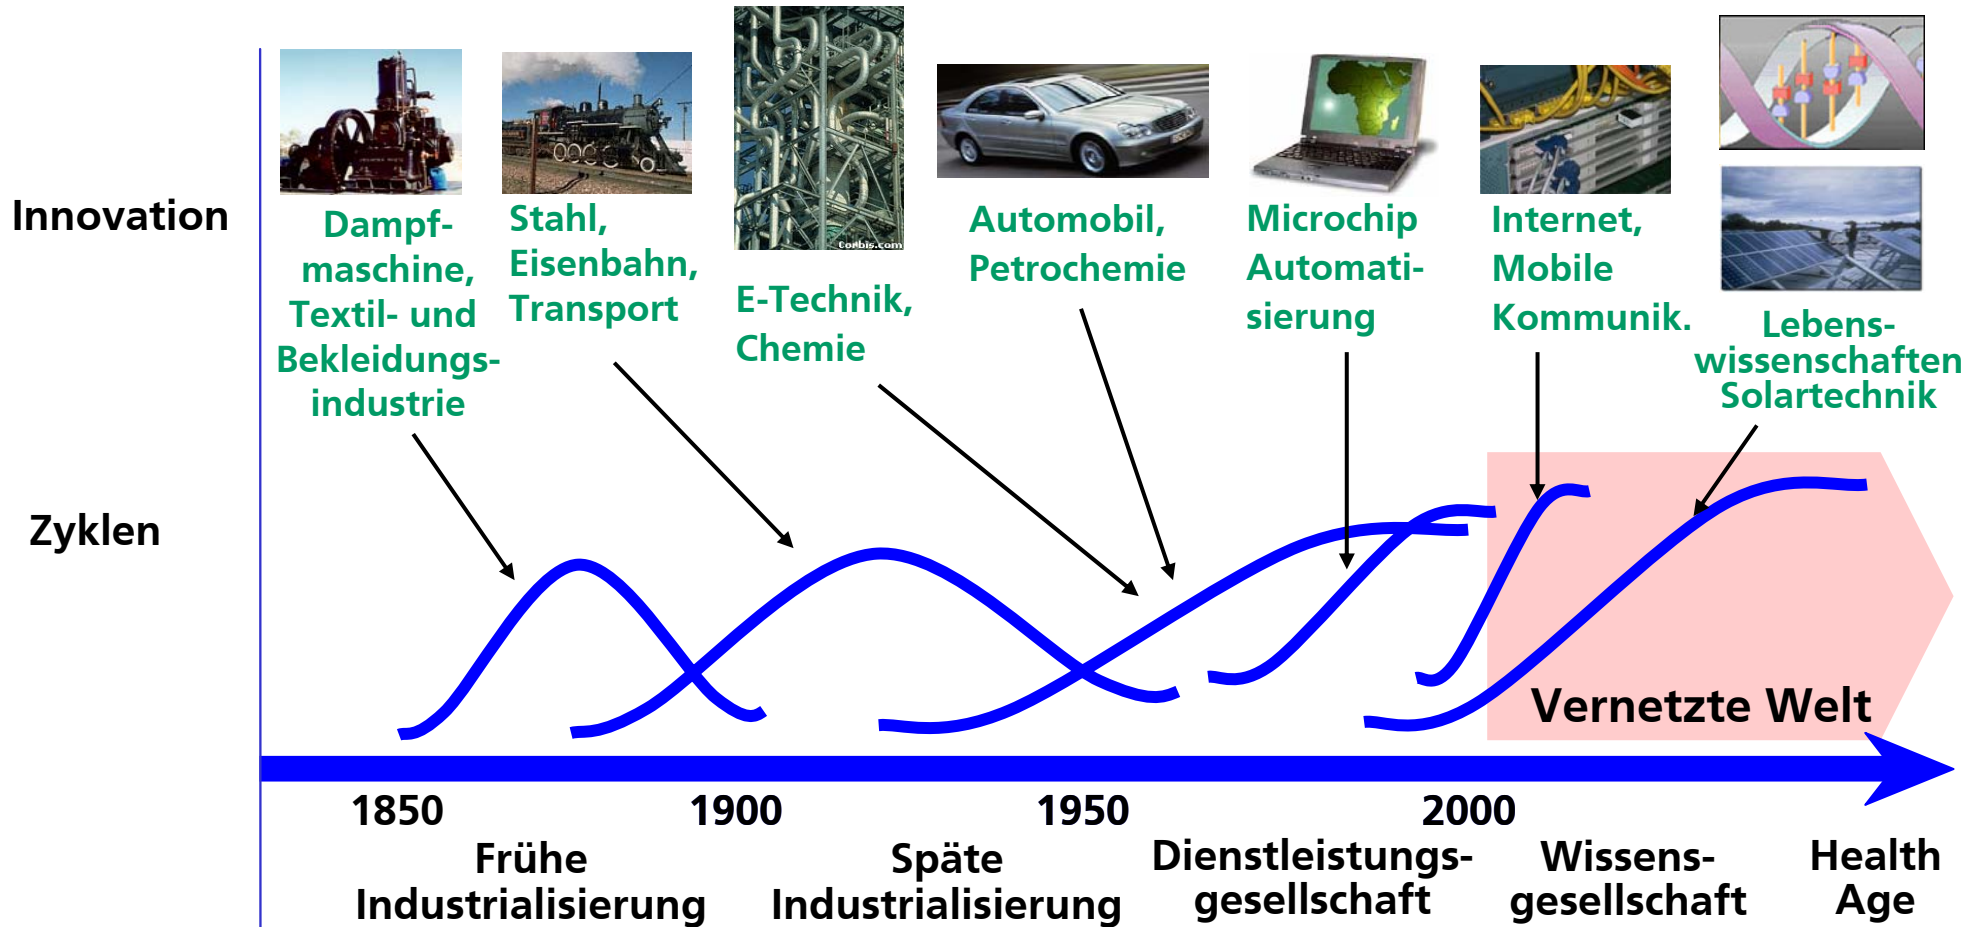 Innovation
Dampf-
maschine,
Textil- und
Bekleidungs-
industrie
Stahl,
Eisenbahn,
Transport
Corbis.com
E-Technik,
Chemie
Automobil,
Petrochemie
Microchip
Automati-
sierung
Internet,
Mobile
Kommunik.
Lebens-
wissenschaften
Solartechnik
Zyklen
Vernetzte Welt
1850
1900
1950
2000
Frühe
Industrialisierung
Späte
Industrialisierung
Dienstleistungs-
gesellschaft
Wissens-
gesellschaft
Health
Age